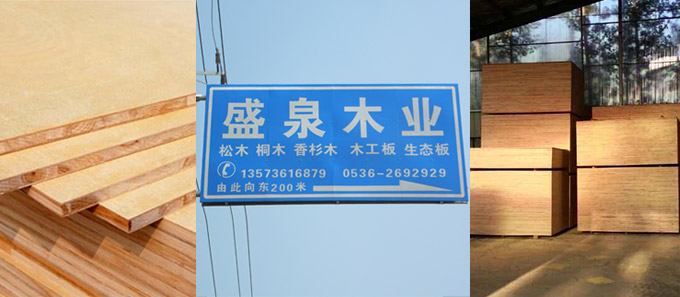 盛泉木业
松木 桐木 香杉木 木工板 生态板
13573616879 0536-2692929
由此向东200米